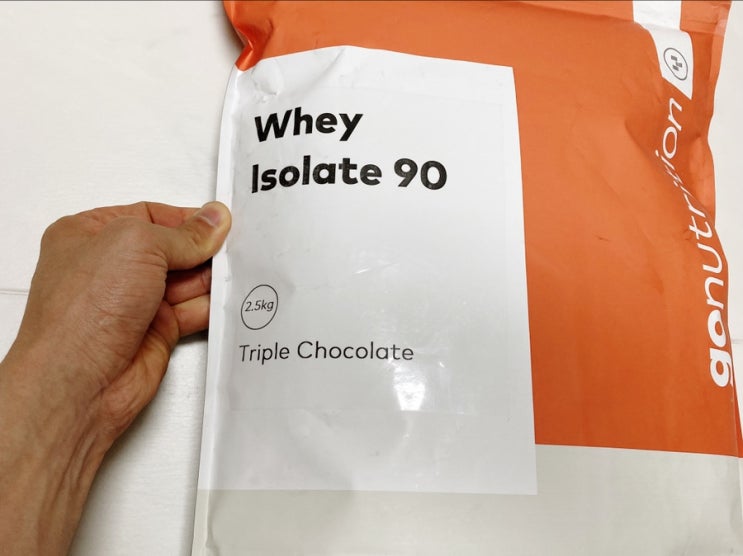 Whey
Isolate 90
2.5kg
Triple Chocolate
gonutrition